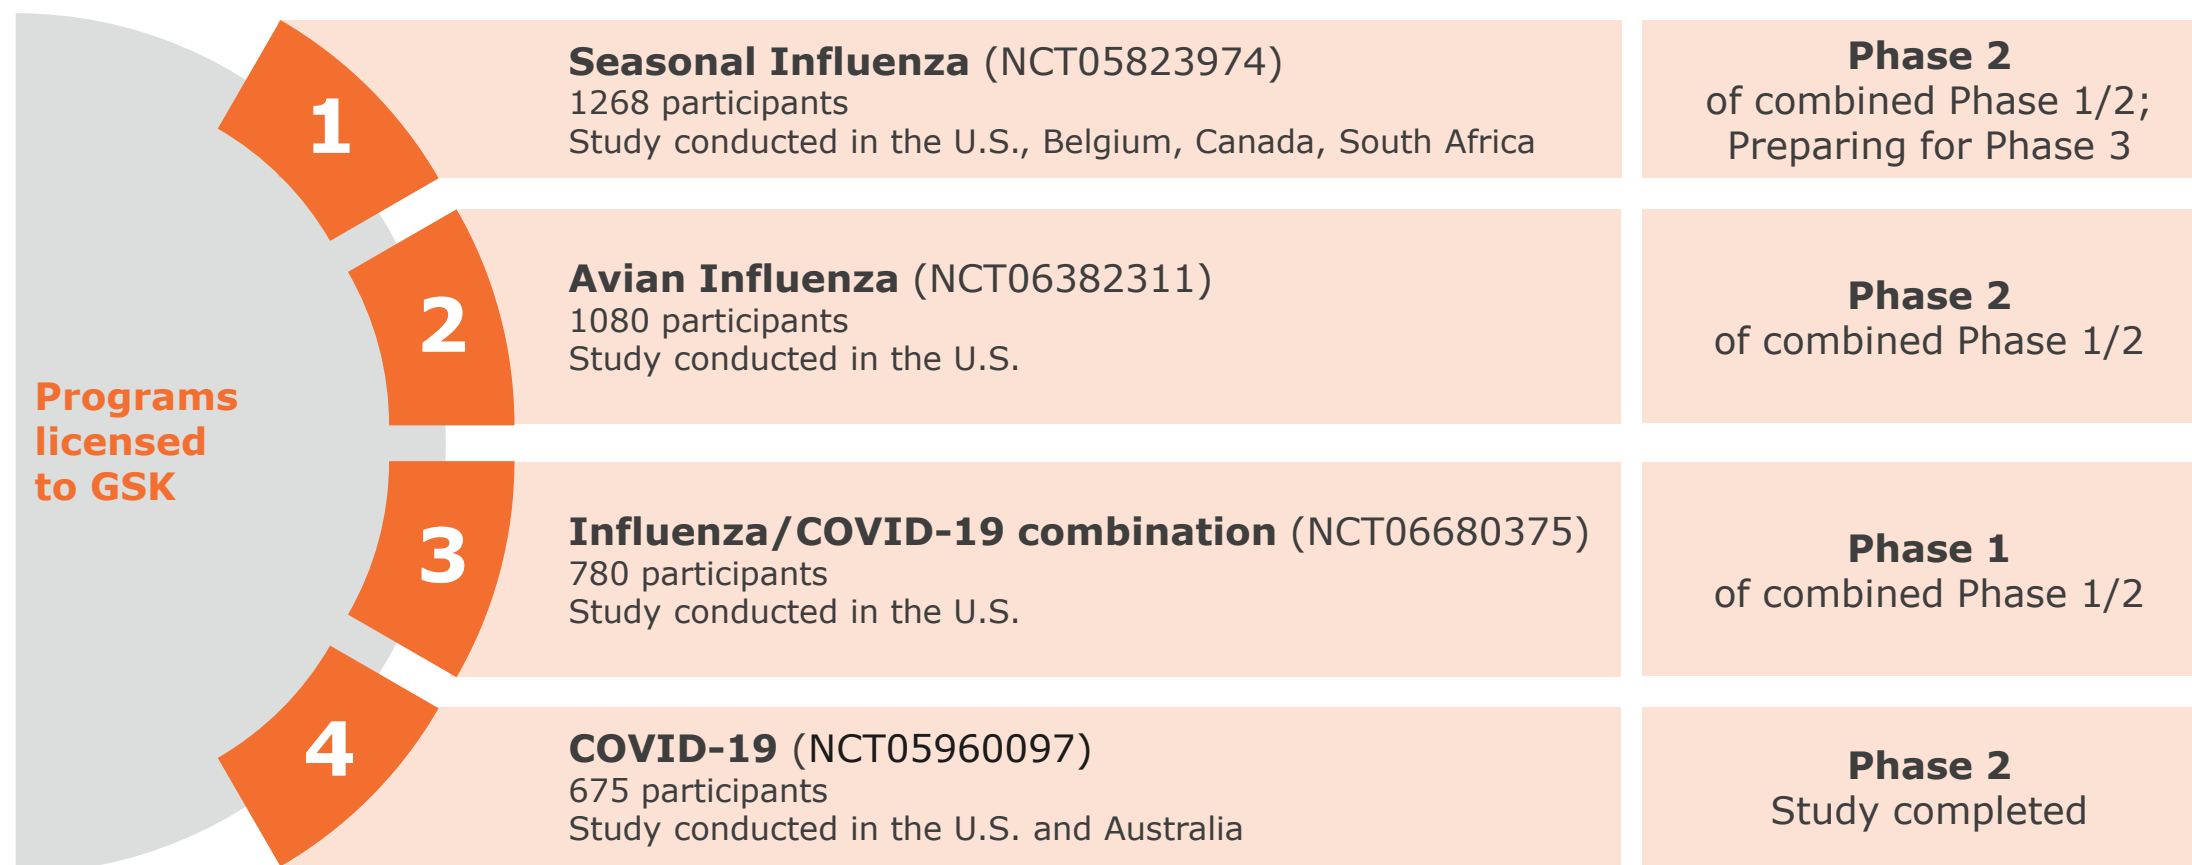 Programs
licensed
to GSK
1
Seasonal Influenza (NCT05823974)
1268 participants
Study conducted in the U.S., Belgium, Canada, South Africa
Phase 2
of combined Phase 1/2;
Preparing for Phase 3
2
Avian Influenza (NCT06382311)
1080 participants
Study conducted in the U.S.
Phase 2
of combined Phase 1/2
3
Influenza/COVID-19 combination (NCT06680375)
780 participants
Study conducted in the U.S.
Phase 1
of combined Phase 1/2
4
COVID-19 (NCT05960097)
675 participants
Study conducted in the U.S. and Australia
Phase 2
Study completed